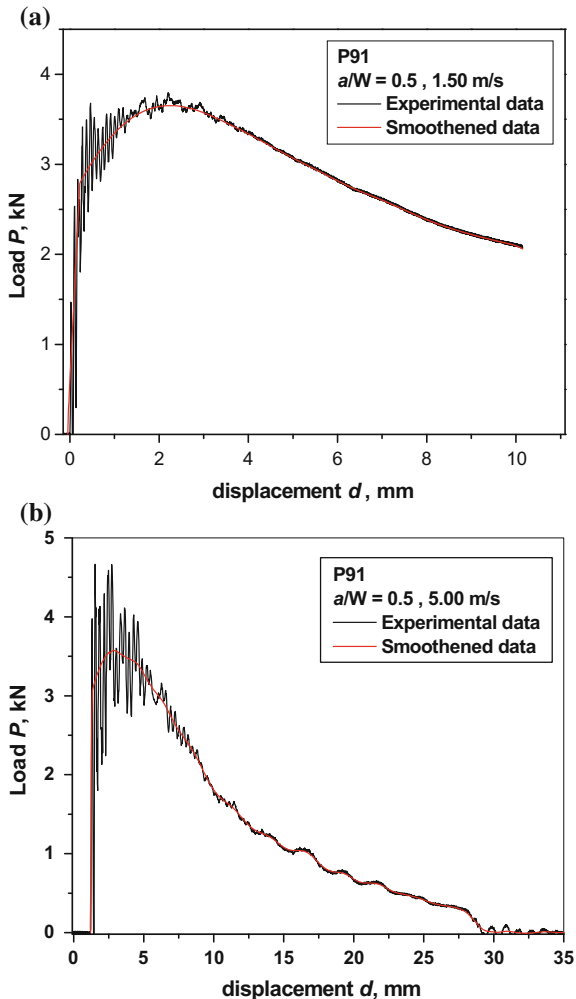 (a)
P91
a/W = 0.5 , 1.50 m/s
Experimental data
Smoothened data
4
3
2
1
0
Load P, kN
0 2 4 6 8 10
displacement d , mm
(b)
P91
a/W = 0.5 , 5.00 m/s
Experimental data
Smoothened data
5
4
3
2
1
0
Load P, kN
0 5 10 15 20 25 30 35
displacement d, mm